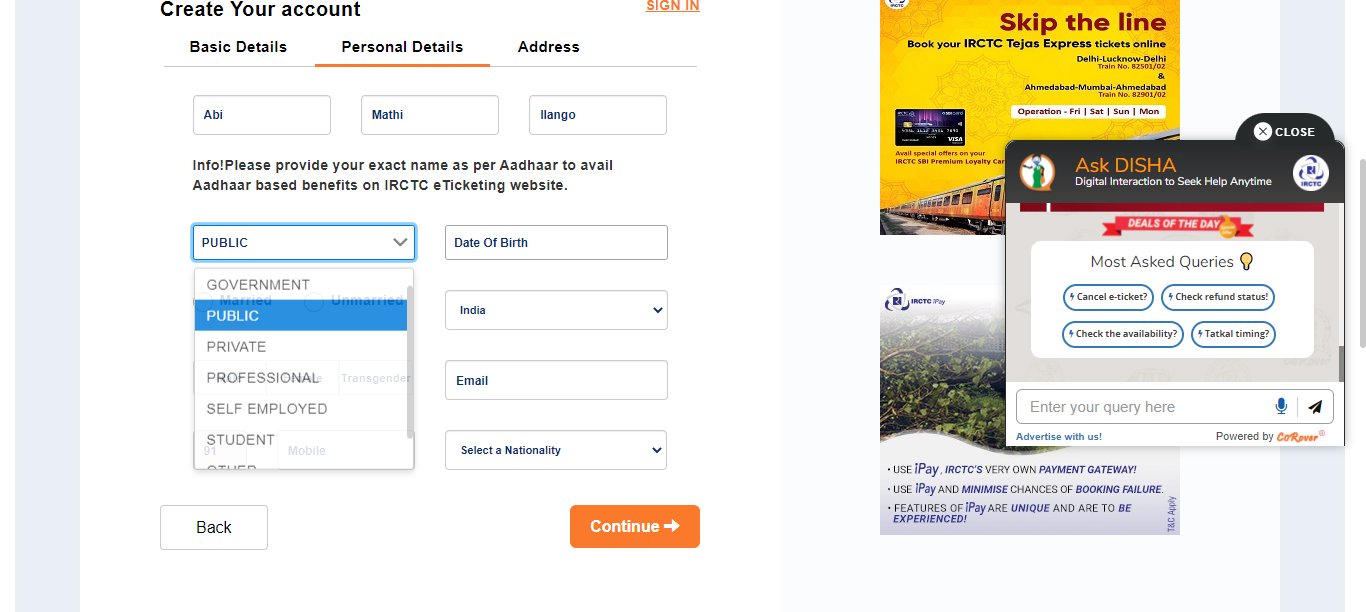 Create Your account
SIGN IN
Basic Details
Personal Details
Address
Abi
Mathi
Ilango
Info!Please provide your exact name as per Aadhaar to avail
Aadhaar based benefits on IRCTC eTicketing website.
PUBLIC
Date Of Birth
GOVERNMENT
Married
Unmarried
PUBLIC
India
PRIVATE
PROFESSIONAL
Transgender
Email
SELF EMPLOYED
STUDENT
91
Mobile
Select a Nationality
OTHER
Back
Continue
IRCTC
Skip the line
Book your IRCTC Tejas Express tickets online
Delhi-Lucknow-Delhi
Train No. 82501/02
&
Ahmedabad-Mumbai-Ahmedabad
Train No. 82901/02
Operation - Fri | Sat | Sun | Mon
SBI card
VISA
Avail special offers on your
IRCTC SBI Premium Loyalty Car
CLOSE
Ask DISHA
Digital Interaction to Seek Help Anytime
IRCTC
DEALS OF THE DAY
Most Asked Queries
Cancel e-ticket?
Check refund status!
Check the availability?
Tatkal timing?
Enter your query here
Advertise with us!
Powered by CoRover®
IRCTC iPay
• USE iPay, IRCTC'S VERY OWN PAYMENT GATEWAY!
• USE iPay AND MINIMISE CHANCES OF BOOKING FAILURE.
• FEATURES OF iPay ARE UNIQUE AND ARE TO BE
EXPERIENCED!
T&C Apply